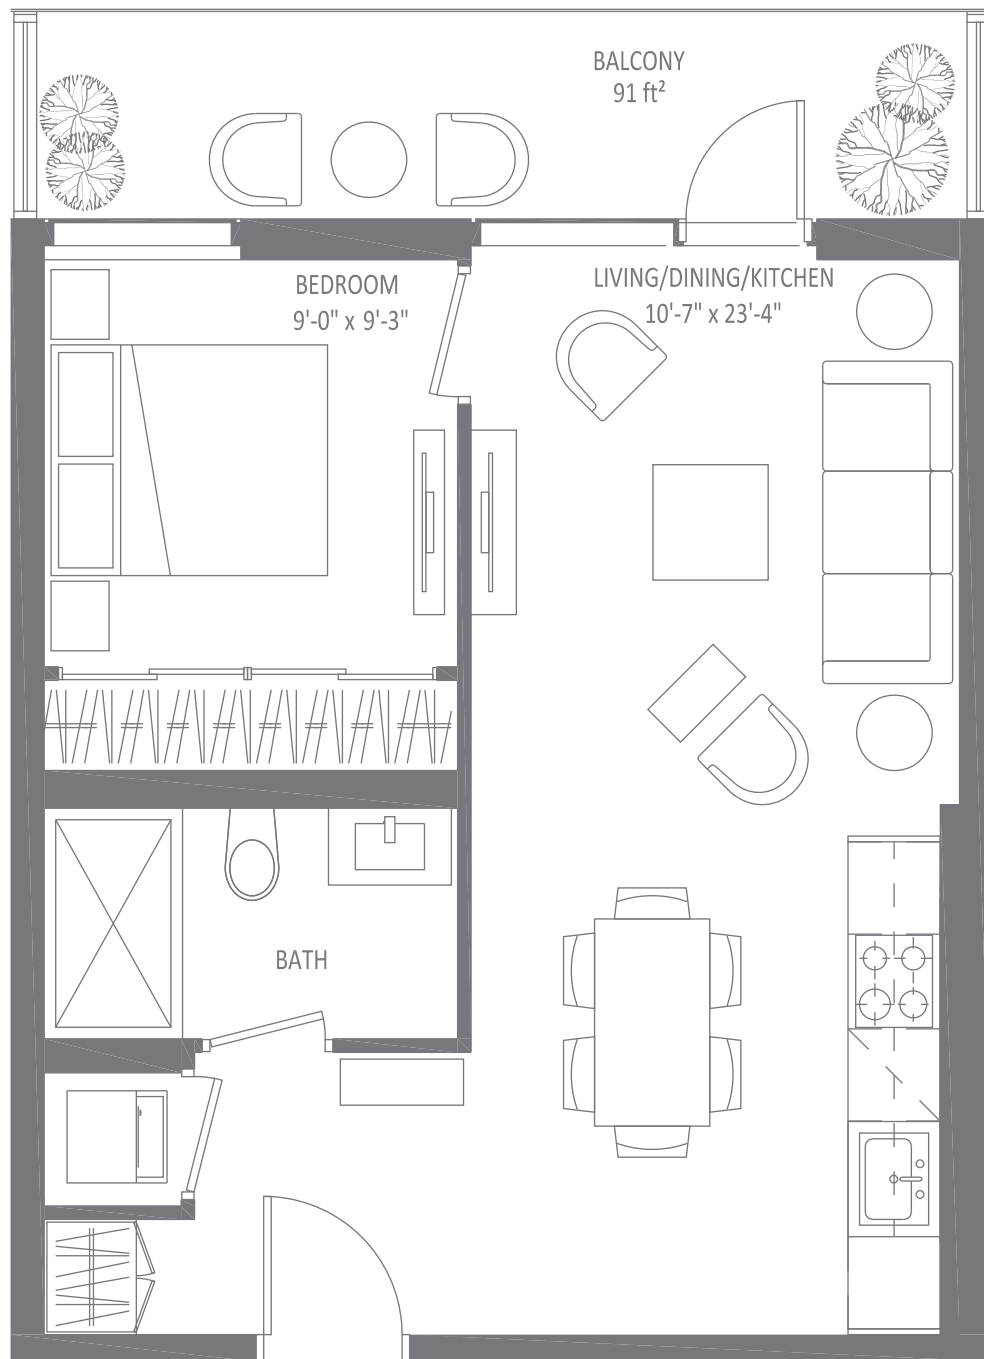 BALCONY
91 ft²
BEDROOM
9'-0" x 9'-3"
LIVING/DINING/KITCHEN
10'-7" x 23'-4"
BATH